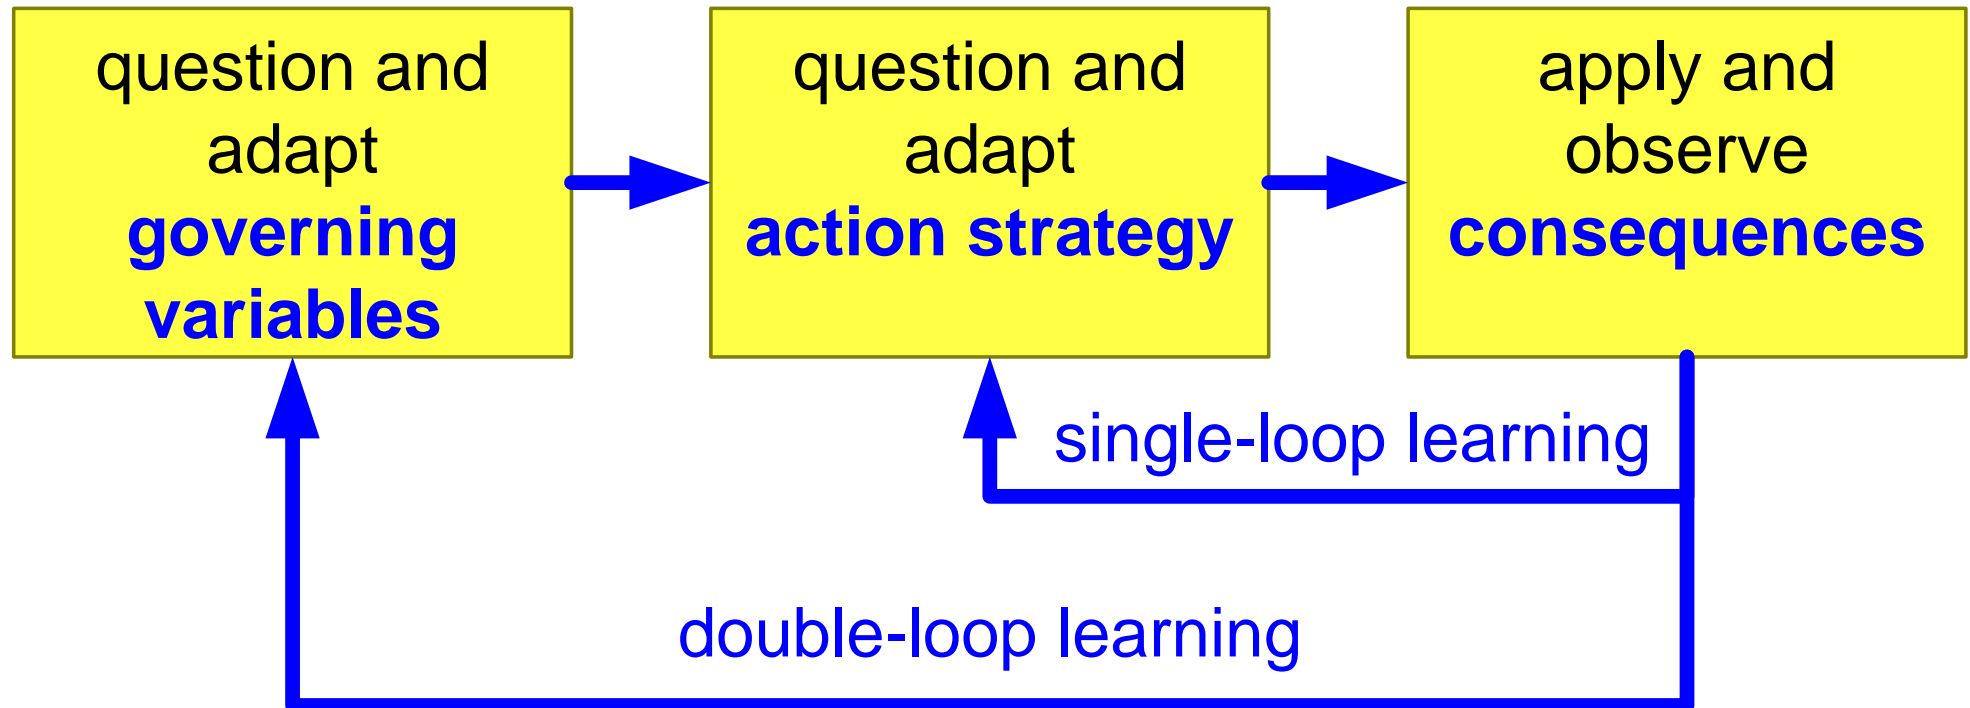 question and
adapt
governing
variables
question and
adapt
action strategy
apply and
observe
consequences
single-loop learning
double-loop learning